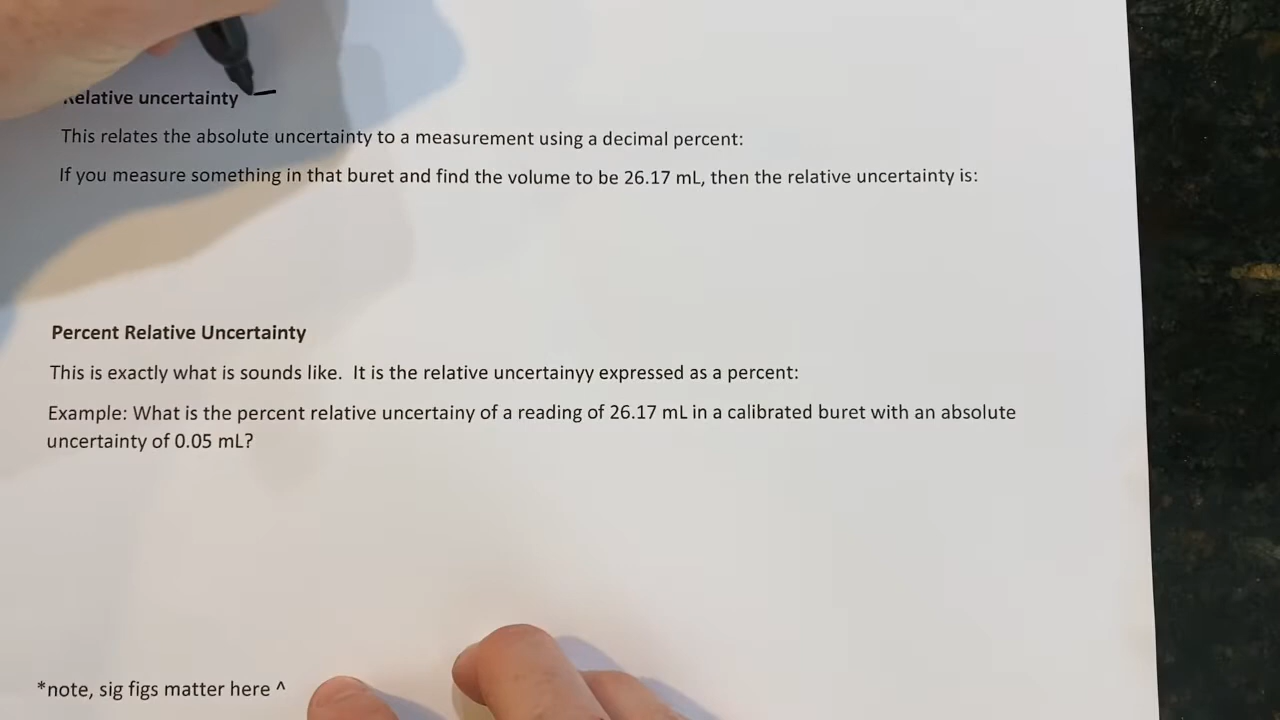 Relative uncertainty
This relates the absolute uncertainty to a measurement using a decimal percent:
If you measure something in that buret and find the volume to be 26.17 mL, then the relative uncertainty is:
Percent Relative Uncertainty
This is exactly what is sounds like. It is the relative uncertainyy expressed as a percent:
Example: What is the percent relative uncertainy of a reading of 26.17 mL in a calibrated buret with an absolute
uncertainty of 0.05 mL?
*note, sig figs matter here ^